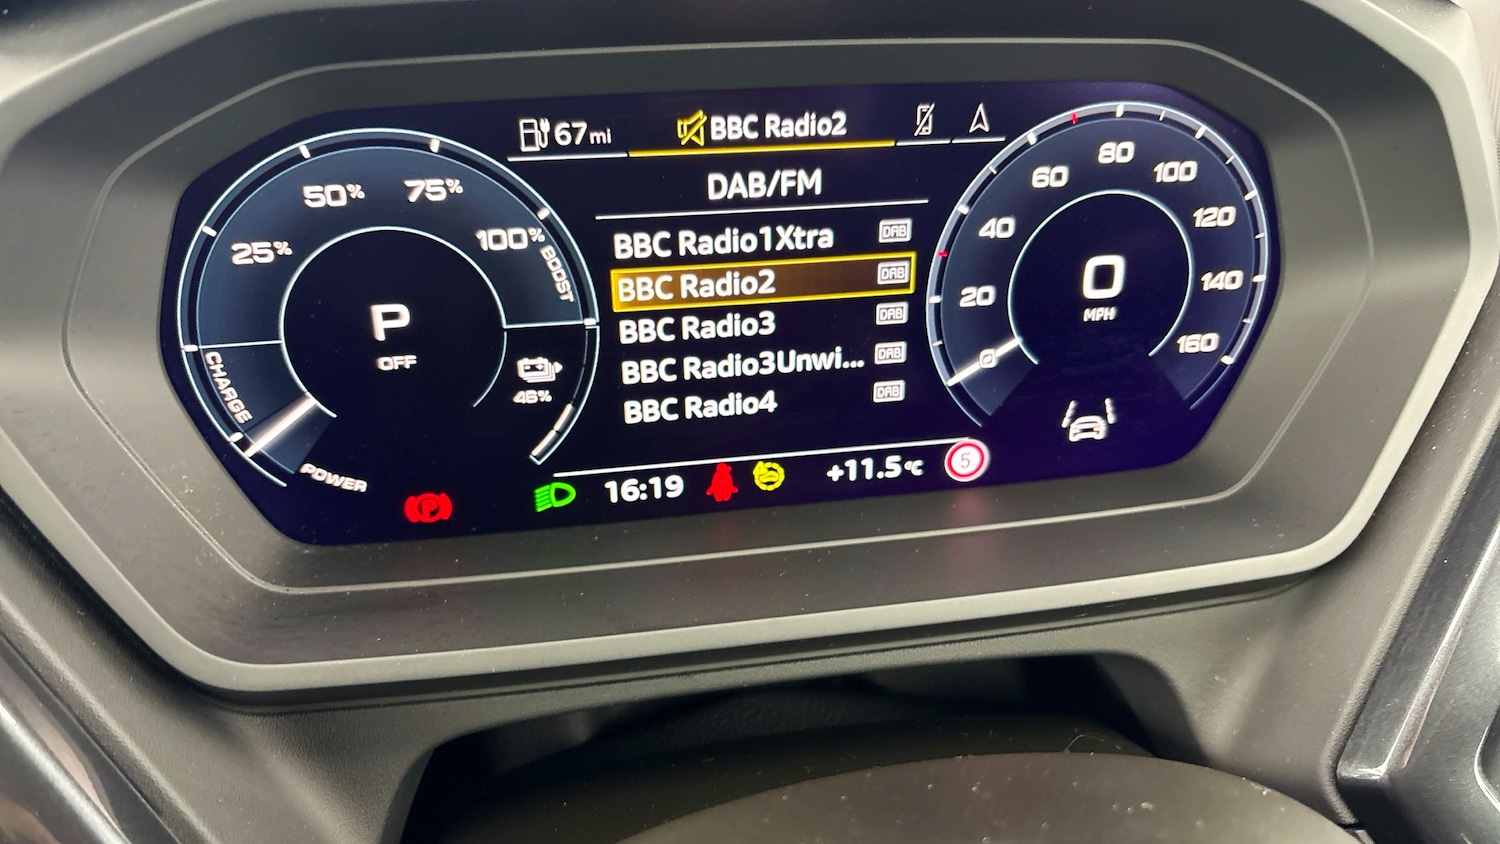 67mi
BBC Radio2
DAB/FM
BBC Radio1Xtra DAB
BBC Radio2 DAB
BBC Radio3 DAB
BBC Radio3Unwi... DAB
BBC Radio4 DAB
25%
50%
75%
100%
BOOST
CHARGE
POWER
P
OFF
46%
0
20
40
60
80
100
120
140
160
0
MPH
P
16:19
+11.5°C
5